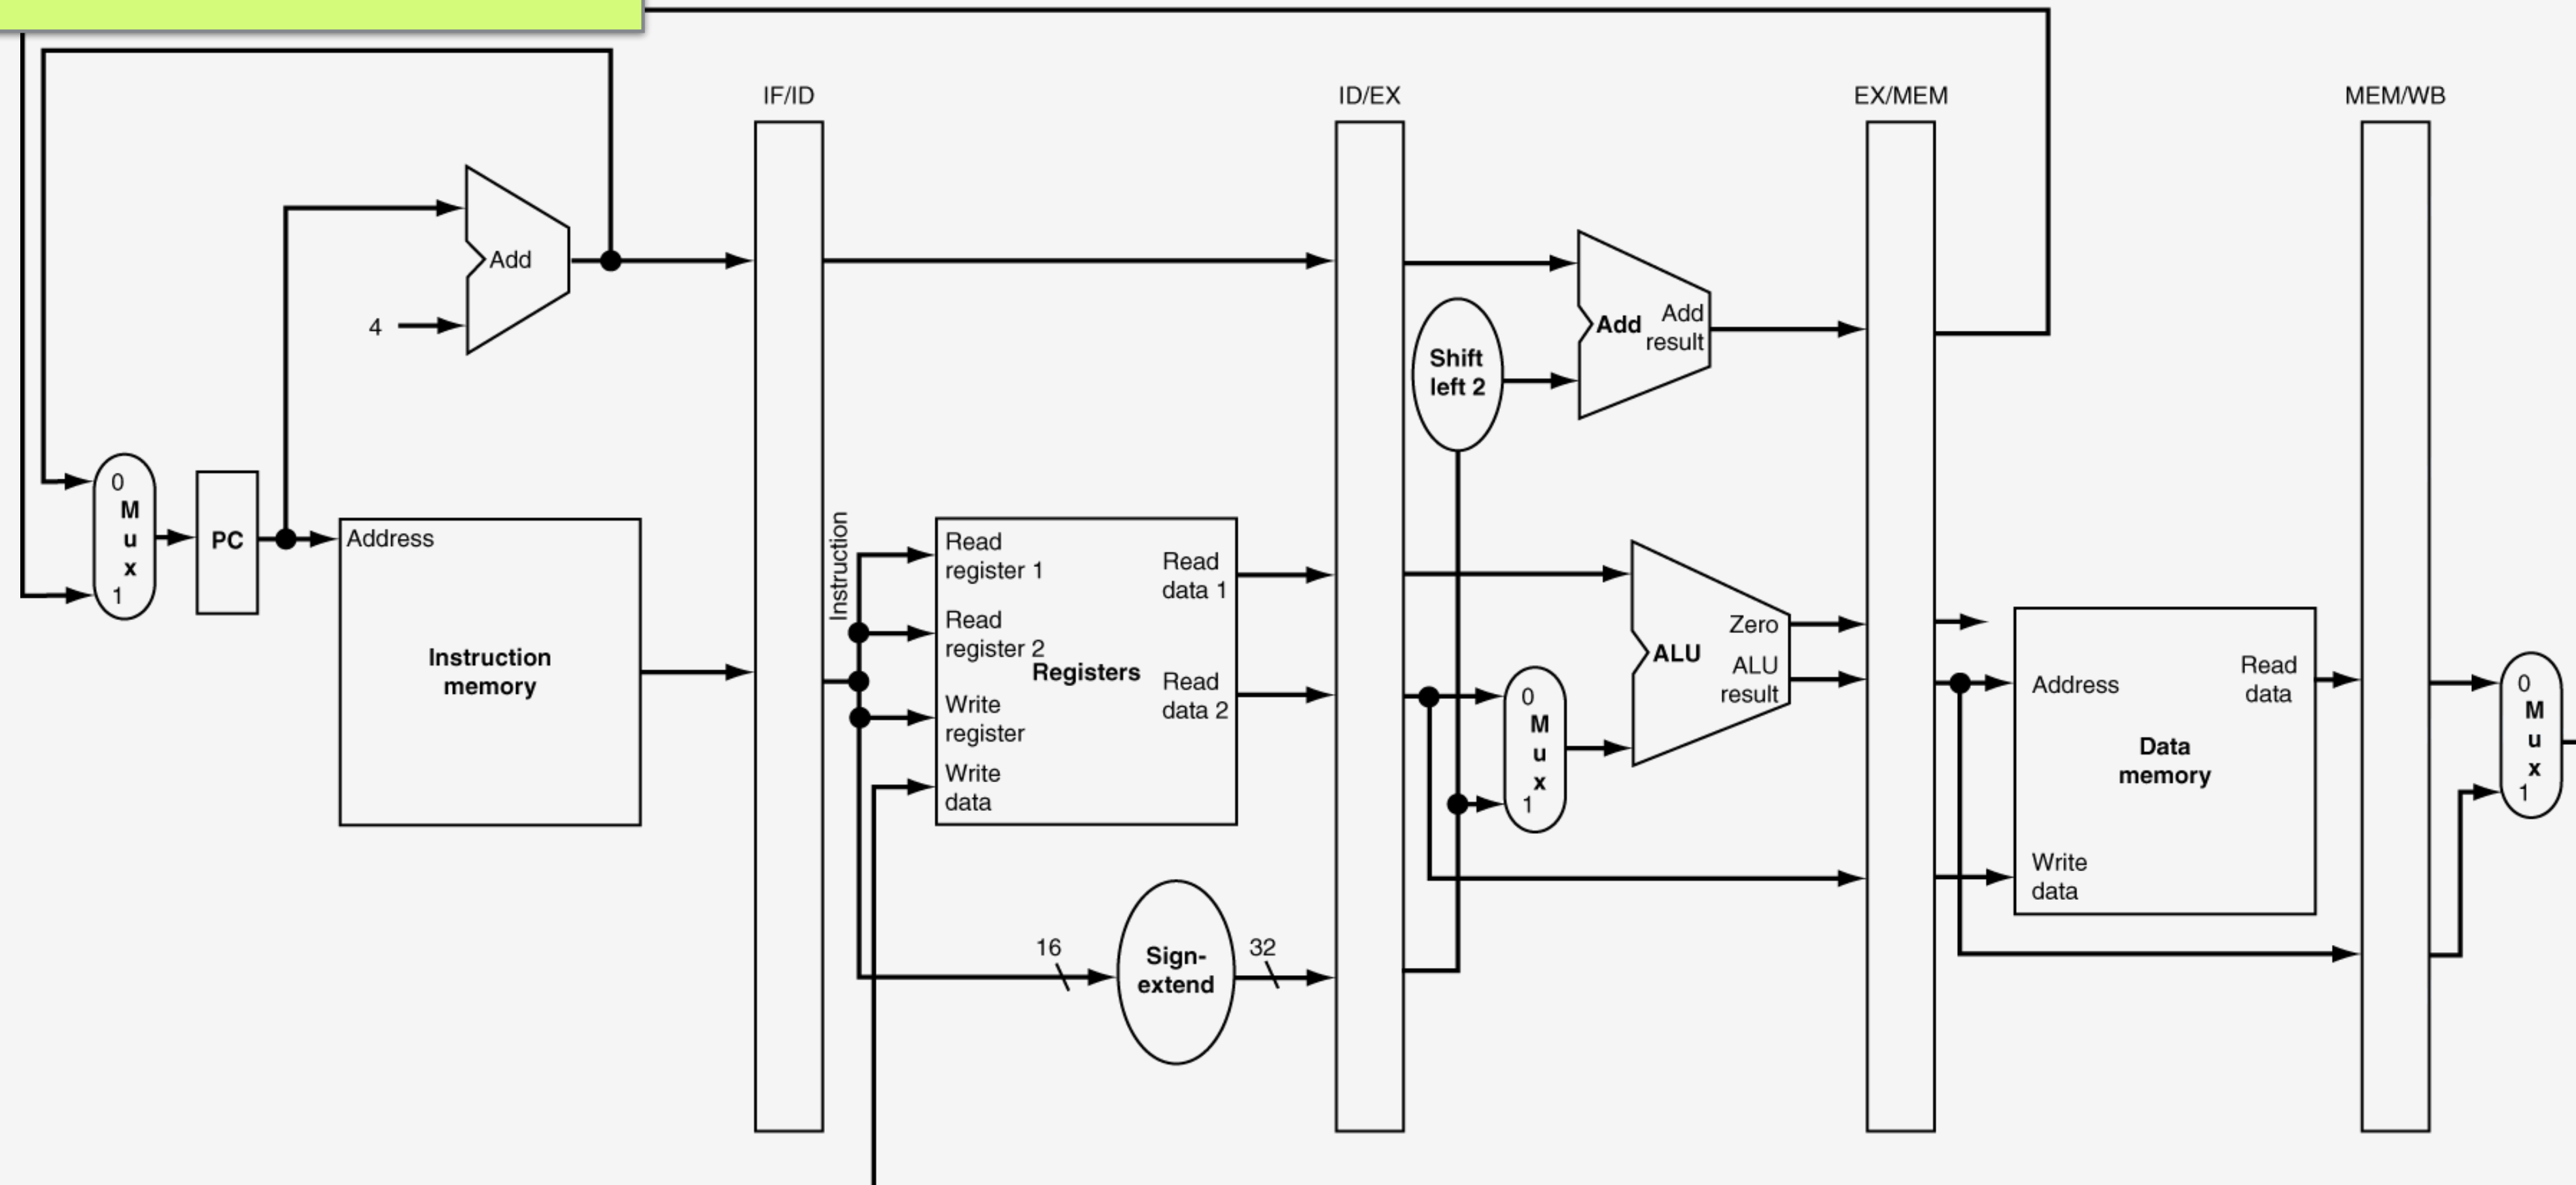 IF/ID
ID/EX
EX/MEM
MEM/WB
Add
4
Shift
left 2
Add
Add
result
0
M
u
x
1
PC
Address
Instruction
memory
Instruction
Read
register 1
Read
register 2
Write
register
Write
data
Registers
Read
data 1
Read
data 2
16
Sign-
extend
32
0
M
u
x
1
ALU
Zero
ALU
result
Address
Read
data
Data
memory
Write
data
0
M
u
x
1